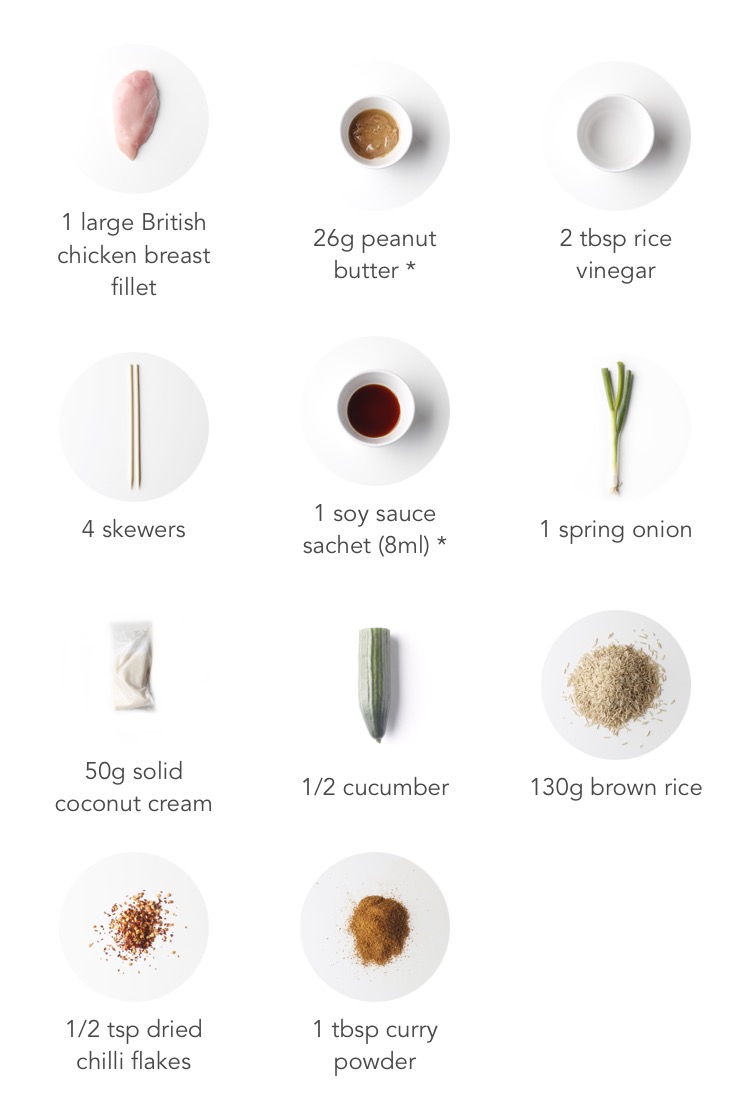 1 large British
chicken breast
fillet
26g peanut
butter *
2 tbsp rice
vinegar
4 skewers
1 soy sauce
sachet (8ml) *
1 spring onion
50g solid
coconut cream
1/2 cucumber
130g brown rice
1/2 tsp dried
chilli flakes
1 tbsp curry
powder